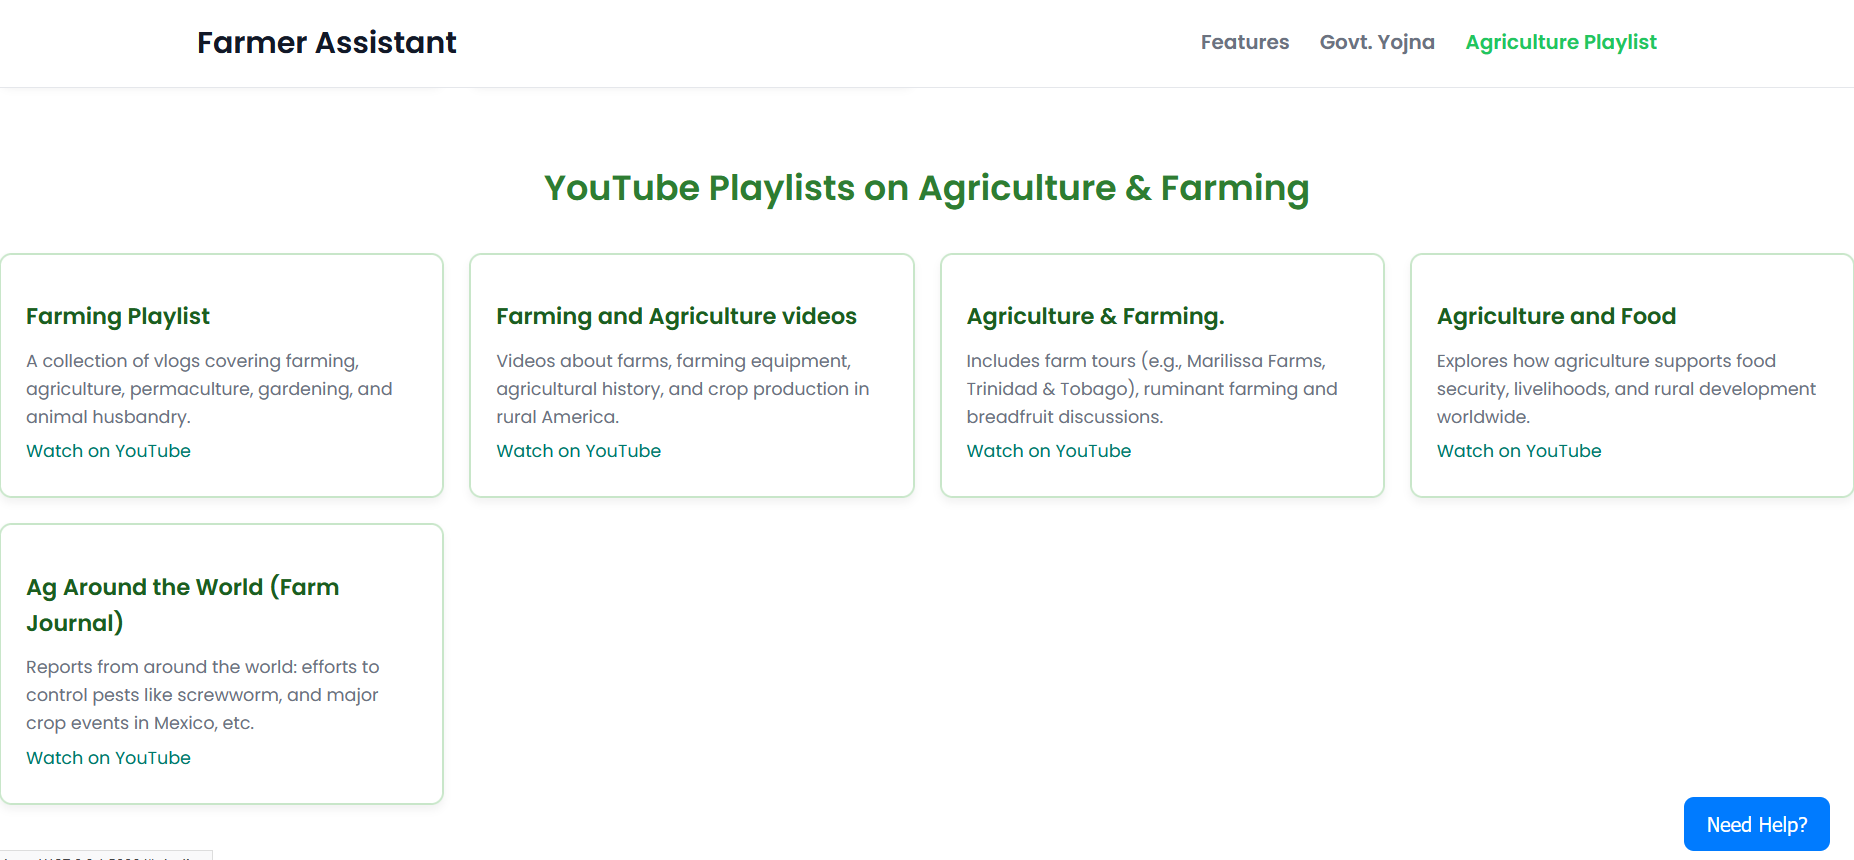 Farmer Assistant
Features Govt. Yojna Agriculture Playlist
YouTube Playlists on Agriculture & Farming
Farming Playlist
A collection of vlogs covering farming,
agriculture, permaculture, gardening, and
animal husbandry.
Watch on YouTube
Farming and Agriculture videos
Videos about farms, farming equipment,
agricultural history, and crop production in
rural America.
Watch on YouTube
Agriculture & Farming.
Includes farm tours (e.g., Marilissa Farms,
Trinidad & Tobago), ruminant farming and
breadfruit discussions.
Watch on YouTube
Agriculture and Food
Explores how agriculture supports food
security, livelihoods, and rural development
worldwide.
Watch on YouTube
Ag Around the World (Farm
Journal)
Reports from around the world: efforts to
control pests like screwworm, and major
crop events in Mexico, etc.
Watch on YouTube
Need Help?